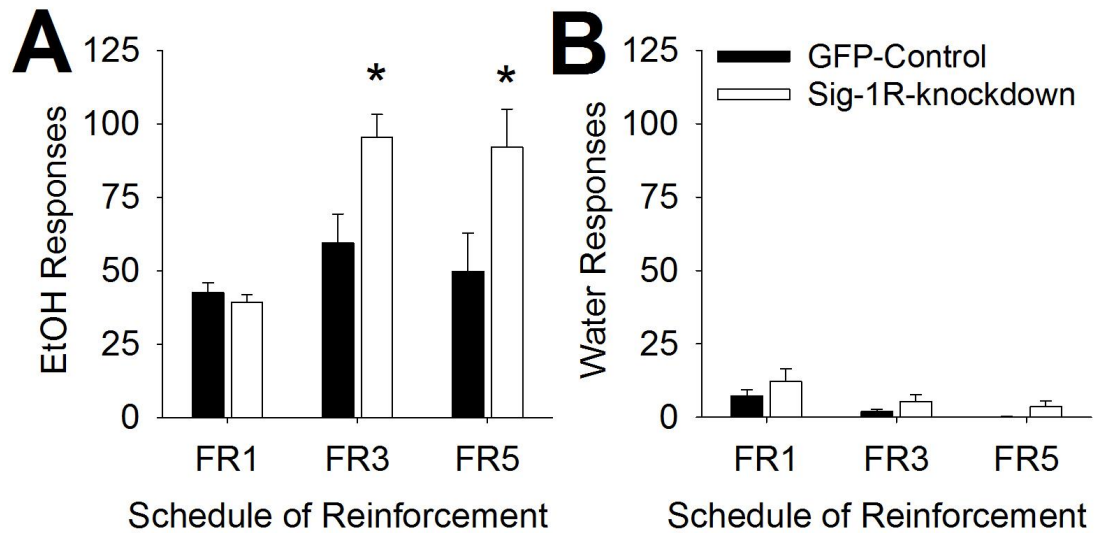 A
125
100
75
50
25
0
EtOH Responses
*
*
FR1
FR3
FR5
Schedule of Reinforcement
B
125
100
75
50
25
0
Water Responses
GFP-Control
Sig-1R-knockdown
FR1
FR3
FR5
Schedule of Reinforcement